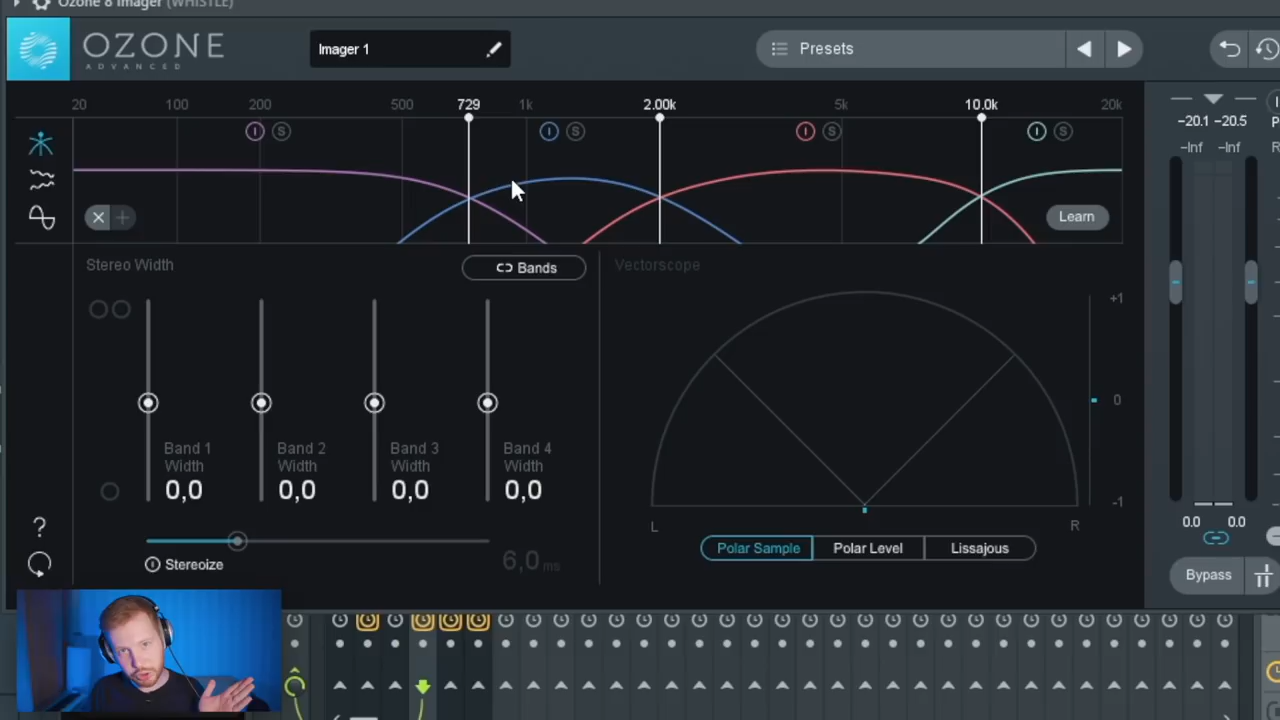 Ozone 8 Imager (WHISTLE)
OZONE
ADVANCED
Imager 1
Presets
20 100 200 500 729 1k 2.00k 5k 10.0k 20k
I S I S I S I S
Learn
-20.1 -20.5
-Inf -Inf
Stereo Width
Bands
Vectorscope
+1
0
-1
Band 1 Width
Band 2 Width
Band 3 Width
Band 4 Width
0,0 0,0 0,0 0,0
L R
Polar Sample Polar Level Lissajous
6,0 ms
Stereoize
?
0.0 0.0
Bypass